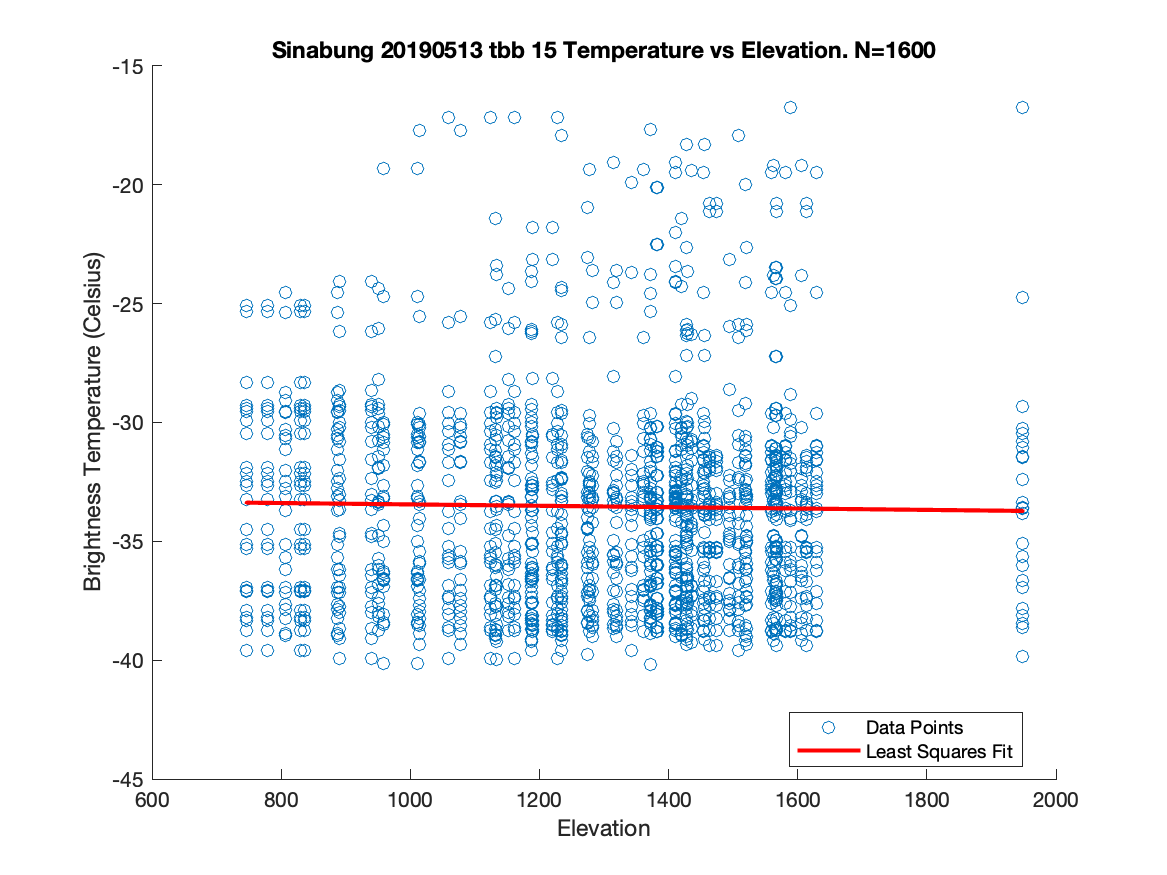 Sinabung 20190513 tbb 15 Temperature vs Elevation. N=1600
-15
-20
-25
-30
-35
-40
-45
Brightness Temperature (Celsius)
Data Points
Least Squares Fit
600 800 1000 1200 1400 1600 1800 2000
Elevation